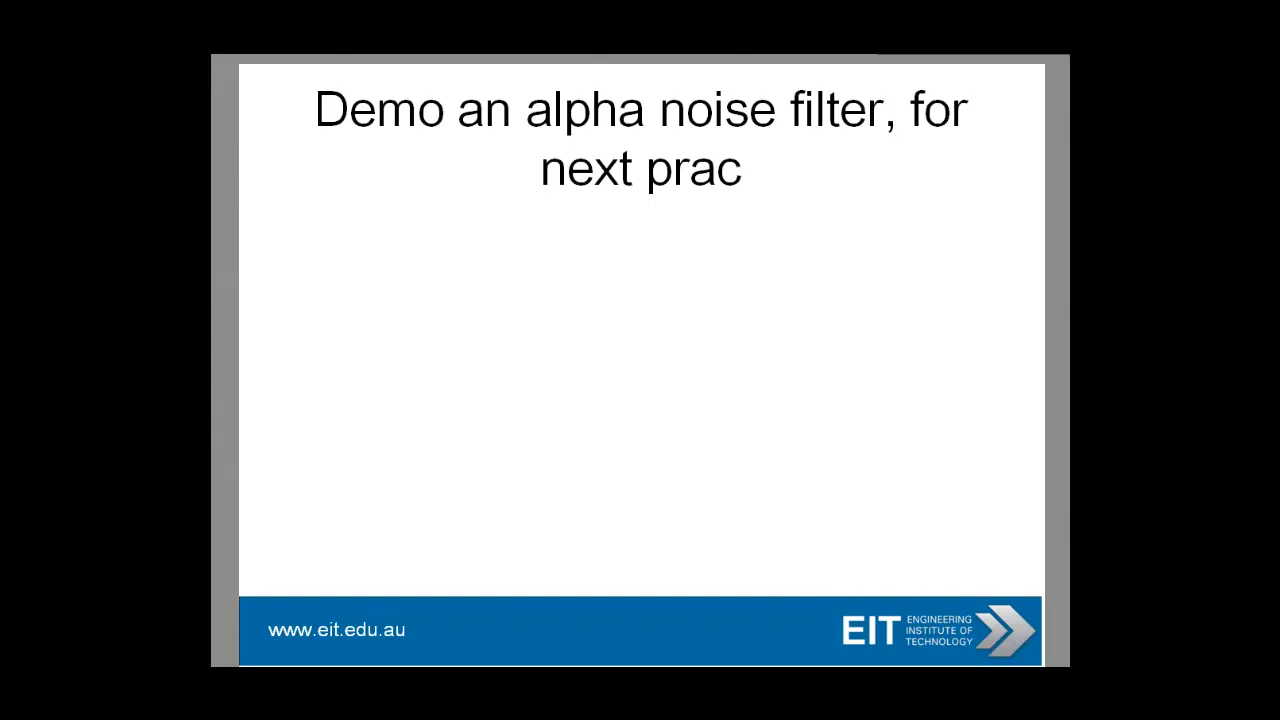 Demo an alpha noise filter, for
next prac
www.eit.edu.au
EIT
ENGINEERING
INSTITUTE OF
TECHNOLOGY